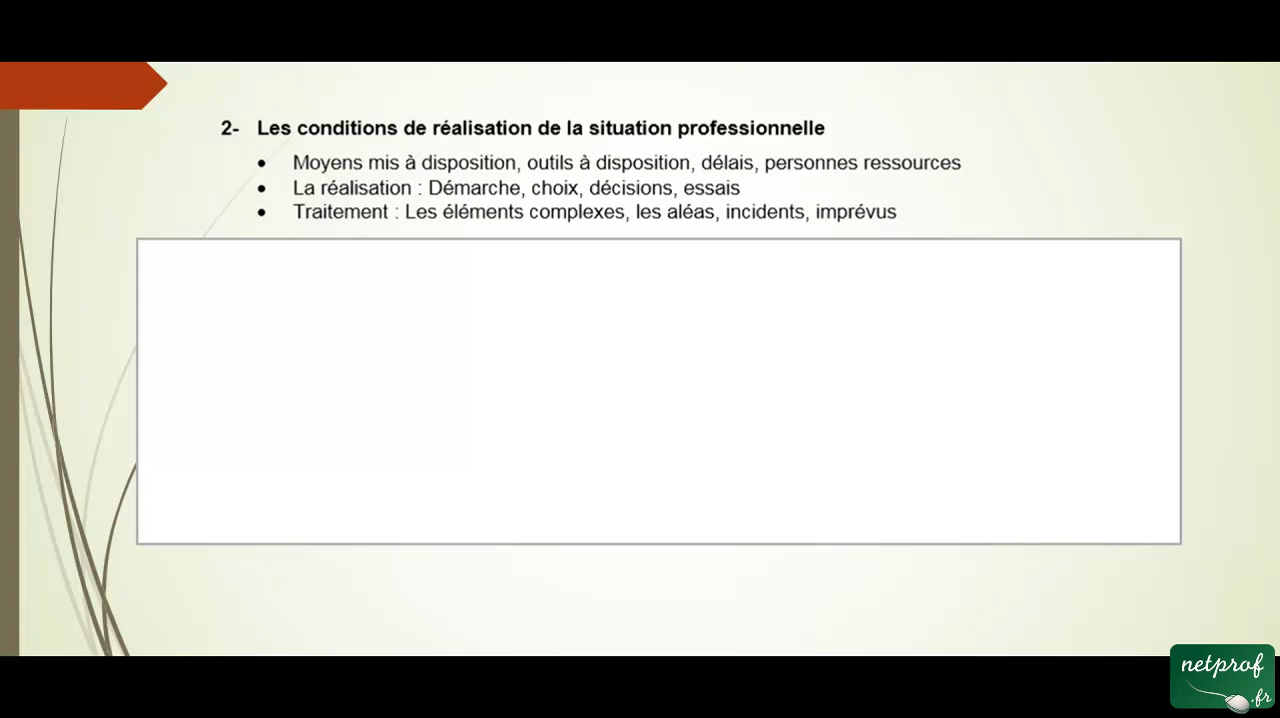 2- Les conditions de réalisation de la situation professionnelle
• Moyens mis à disposition, outils à disposition, délais, personnes ressources
• La réalisation : Démarche, choix, décisions, essais
• Traitement : Les éléments complexes, les aléas, incidents, imprévus
netprof
.fr